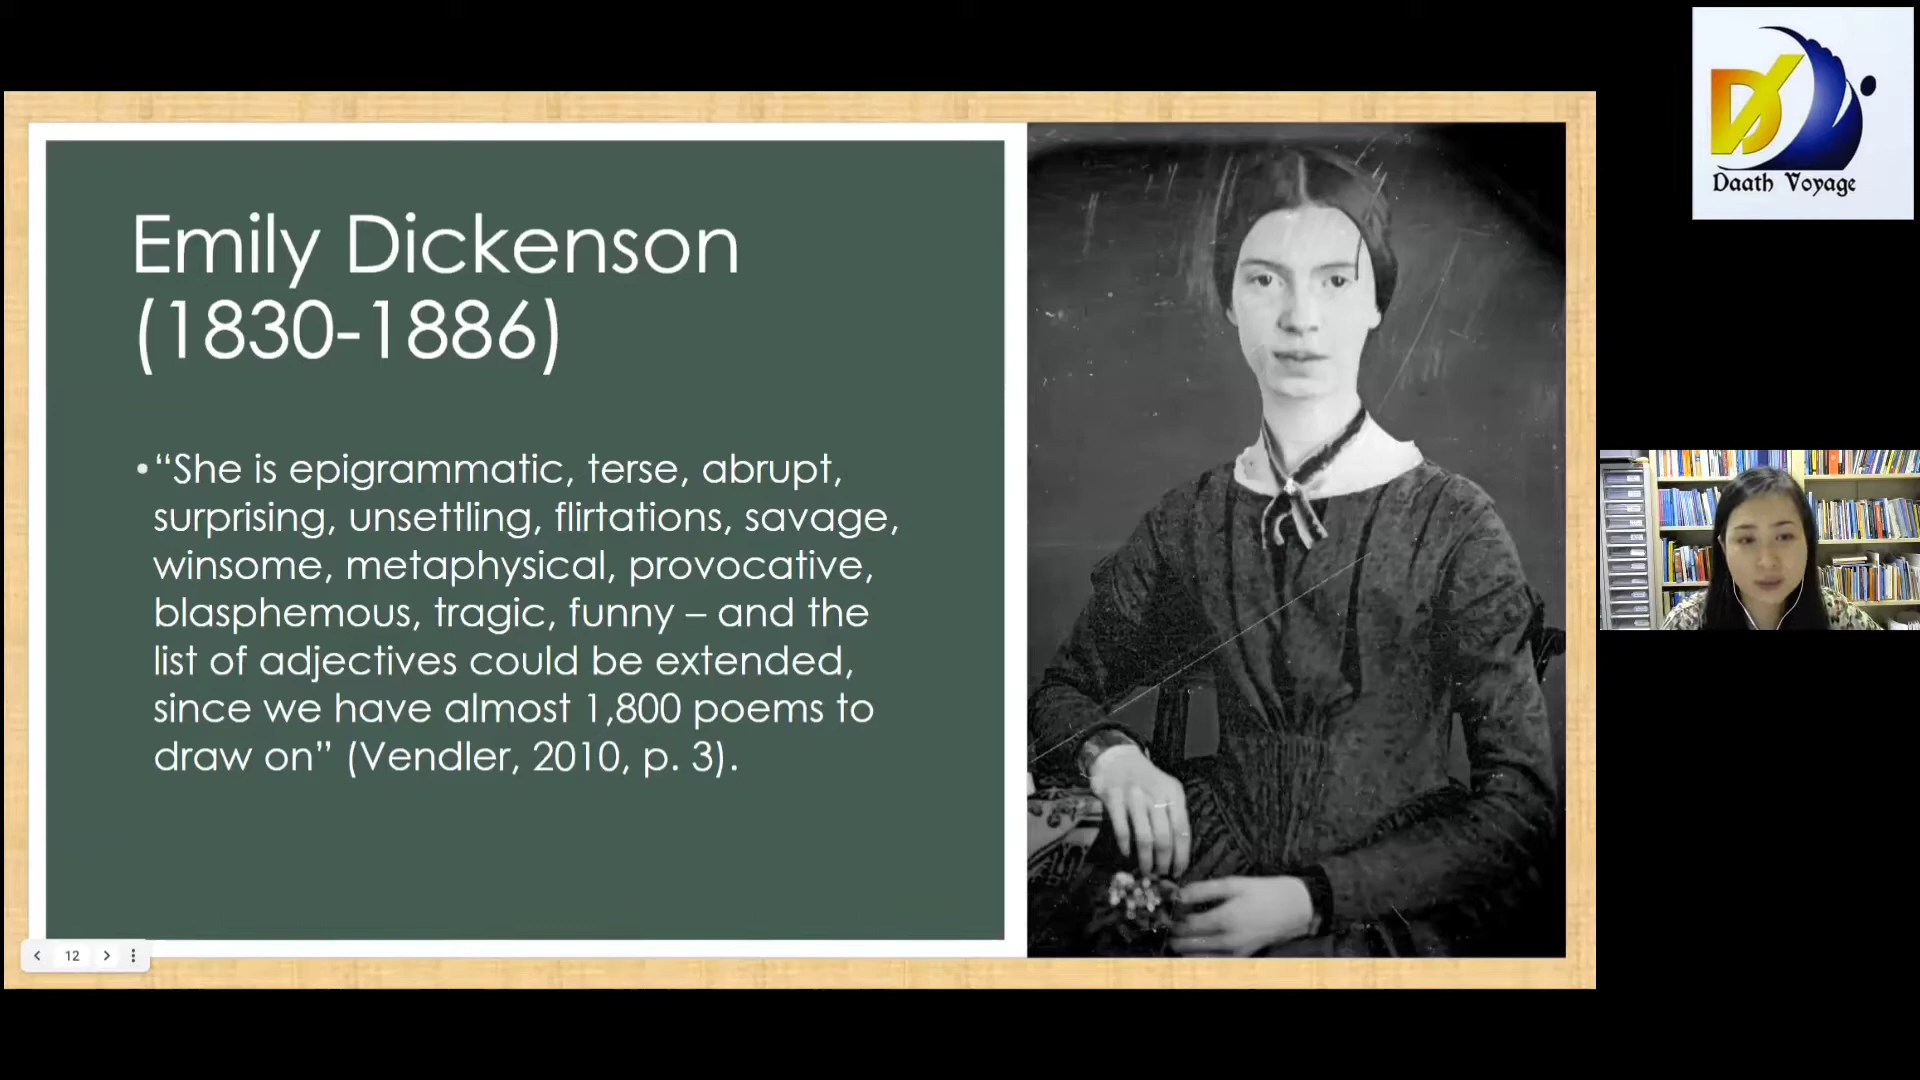 Emily Dickenson
(1830-1886)
•“She is epigrammatic, terse, abrupt,
surprising, unsettling, flirtations, savage,
winsome, metaphysical, provocative,
blasphemous, tragic, funny – and the
list of adjectives could be extended,
since we have almost 1,800 poems to
draw on” (Vendler, 2010, p. 3).
12
DV
Daath Voyage